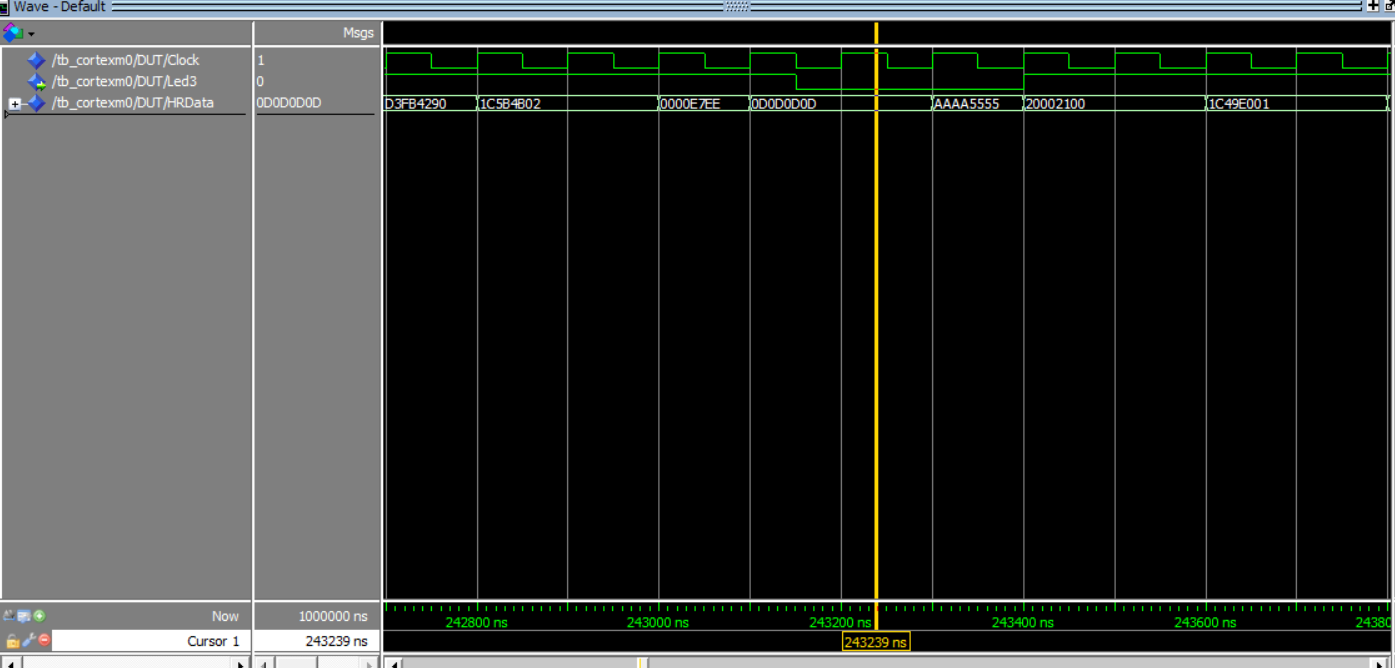 Wave - Default
Msgs
/tb_cortexm0/DUT/Clock 1
/tb_cortexm0/DUT/Led3 0
/tb_cortexm0/DUT/HRData 0D0D0D0D D3FB4290 1C5B4B02 0000E7EE 0D0D0D0D AAAA5555 20002100 1C49E001
Now 1000000 ns 242800 ns 243000 ns 243200 ns 243400 ns 243600 ns 24380
Cursor 1 243239 ns 243239 ns